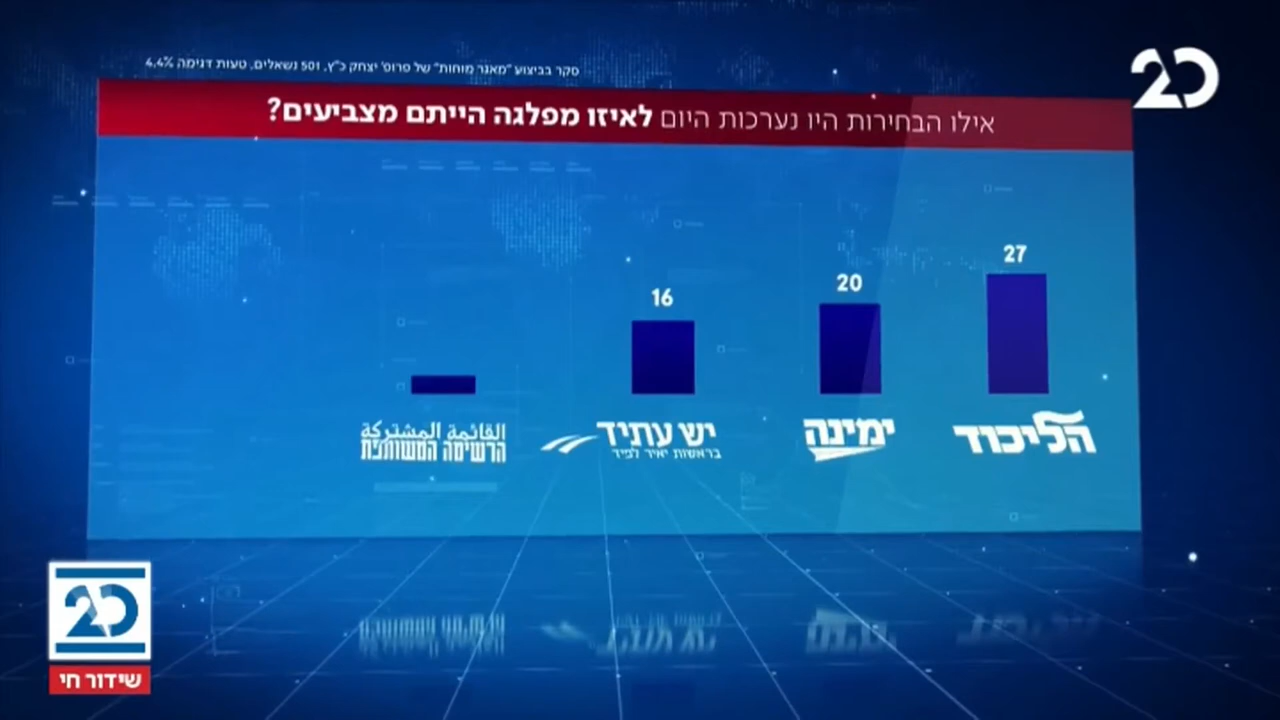 20
סקר בביצוע "מאגר מוחות" של פרופ' יצחק כ"ץ, 501 נשאלים, טעות דגימה 4,4%
אילו הבחירות היו נערכות היום לאיזו מפלגה הייתם מצביעים?
27
20
16
הליכוד
ימינה
יש עתיד
בראשות יאיר לפיד
القائمة المشتركة
הרשימה המשותפת
20
שידור חי